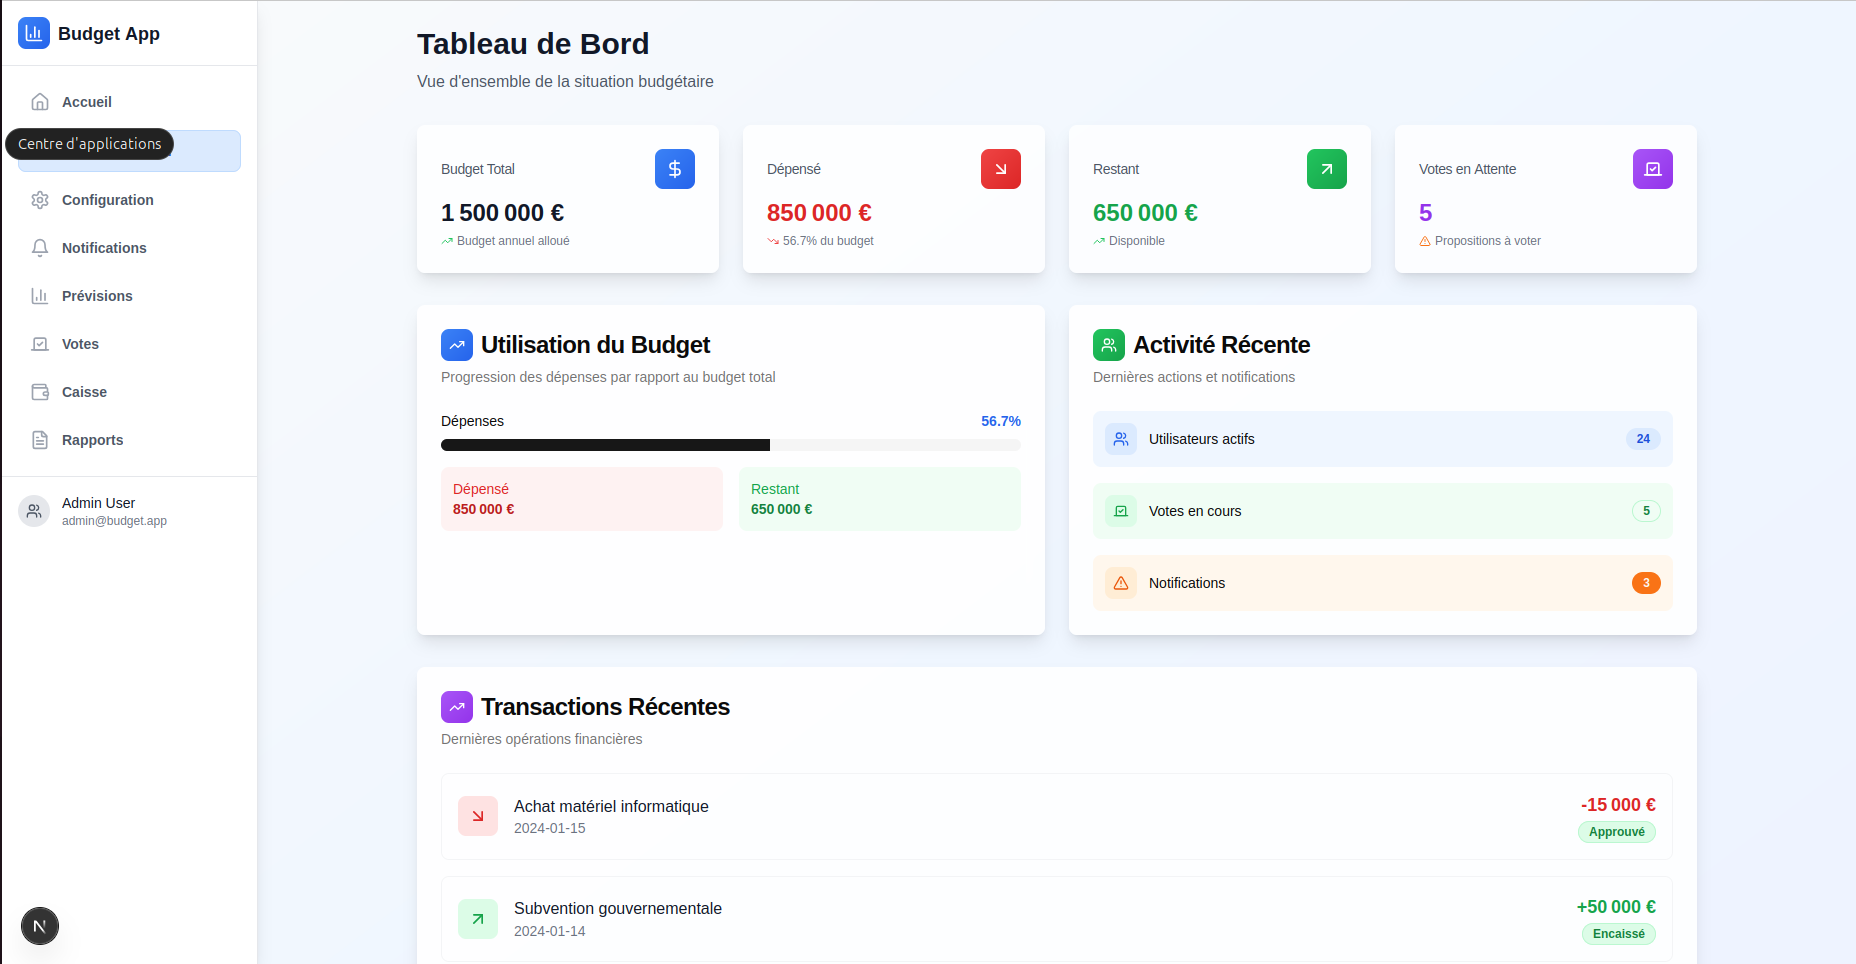 Budget App
Accueil
Centre d'applications
Configuration
Notifications
Prévisions
Votes
Caisse
Rapports
Admin User
admin@budget.app
N
Tableau de Bord
Vue d'ensemble de la situation budgétaire
Budget Total
1 500 000 €
Budget annuel alloué
Dépensé
850 000 €
56.7% du budget
Restant
650 000 €
Disponible
Votes en Attente
5
Propositions à voter
Utilisation du Budget
Progression des dépenses par rapport au budget total
Dépenses 56.7%
Dépensé
850 000 €
Restant
650 000 €
Activité Récente
Dernières actions et notifications
Utilisateurs actifs 24
Votes en cours 5
Notifications 3
Transactions Récentes
Dernières opérations financières
Achat matériel informatique
2024-01-15
-15 000 €
Approuvé
Subvention gouvernementale
2024-01-14
+50 000 €
Encaissé